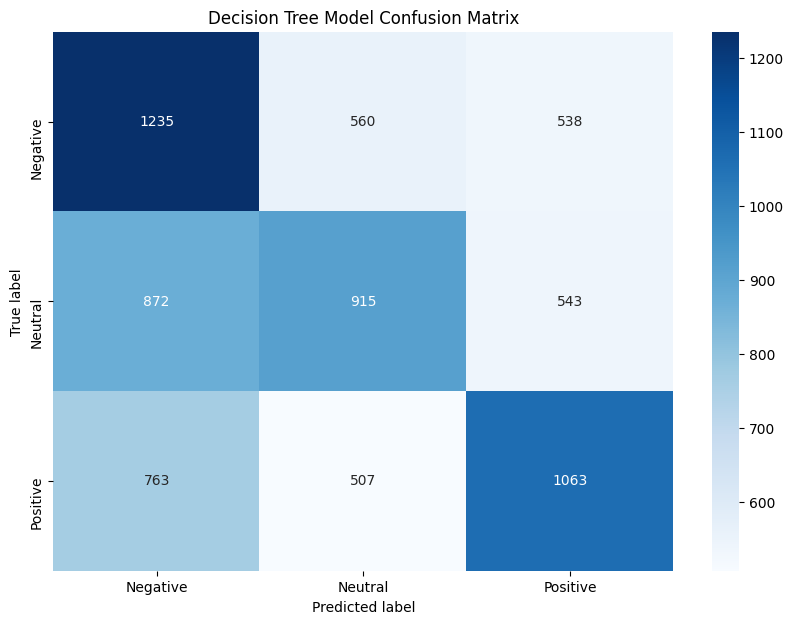 Decision Tree Model Confusion Matrix
True label
Negative
1235 560 538
Neutral
872 915 543
Positive
763 507 1063
Negative Neutral Positive
Predicted label
1200
1100
1000
900
800
700
600